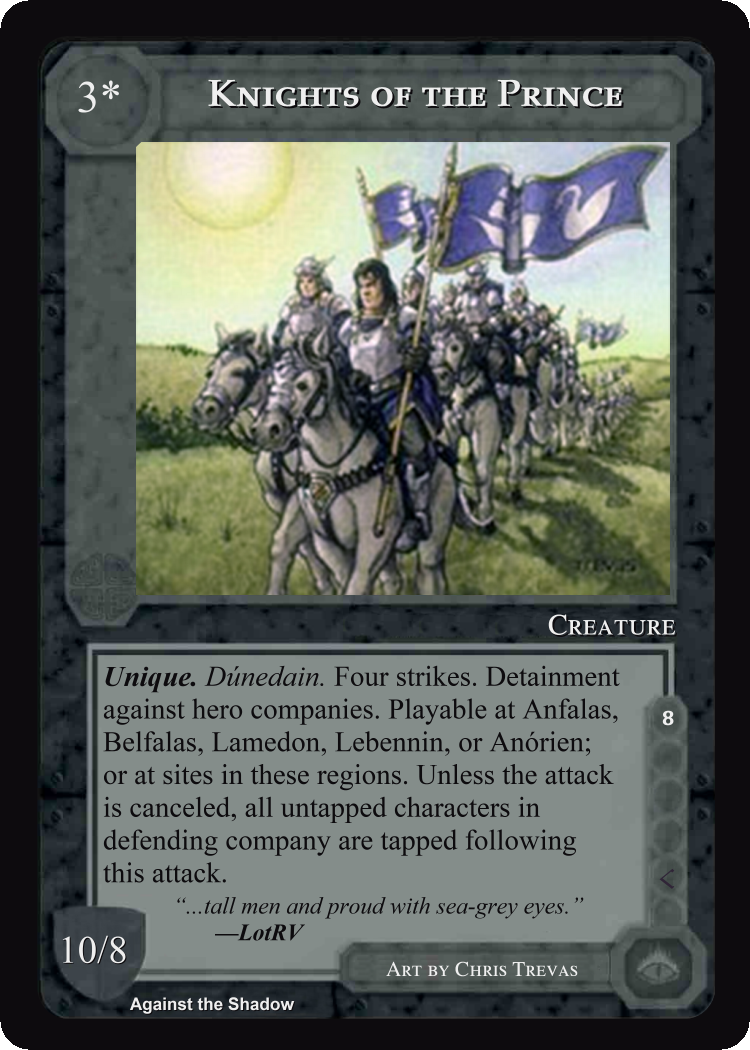 3*
Knights of the Prince
TREVAS
Creature
Unique. Dúnedain. Four strikes. Detainment
against hero companies. Playable at Anfalas,
Belfalas, Lamedon, Lebennin, or Anórien;
or at sites in these regions. Unless the attack
is canceled, all untapped characters in
defending company are tapped following
this attack.
8
“...tall men and proud with sea-grey eyes.”
—LotRV
10/8
Art by Chris Trevas
Against the Shadow